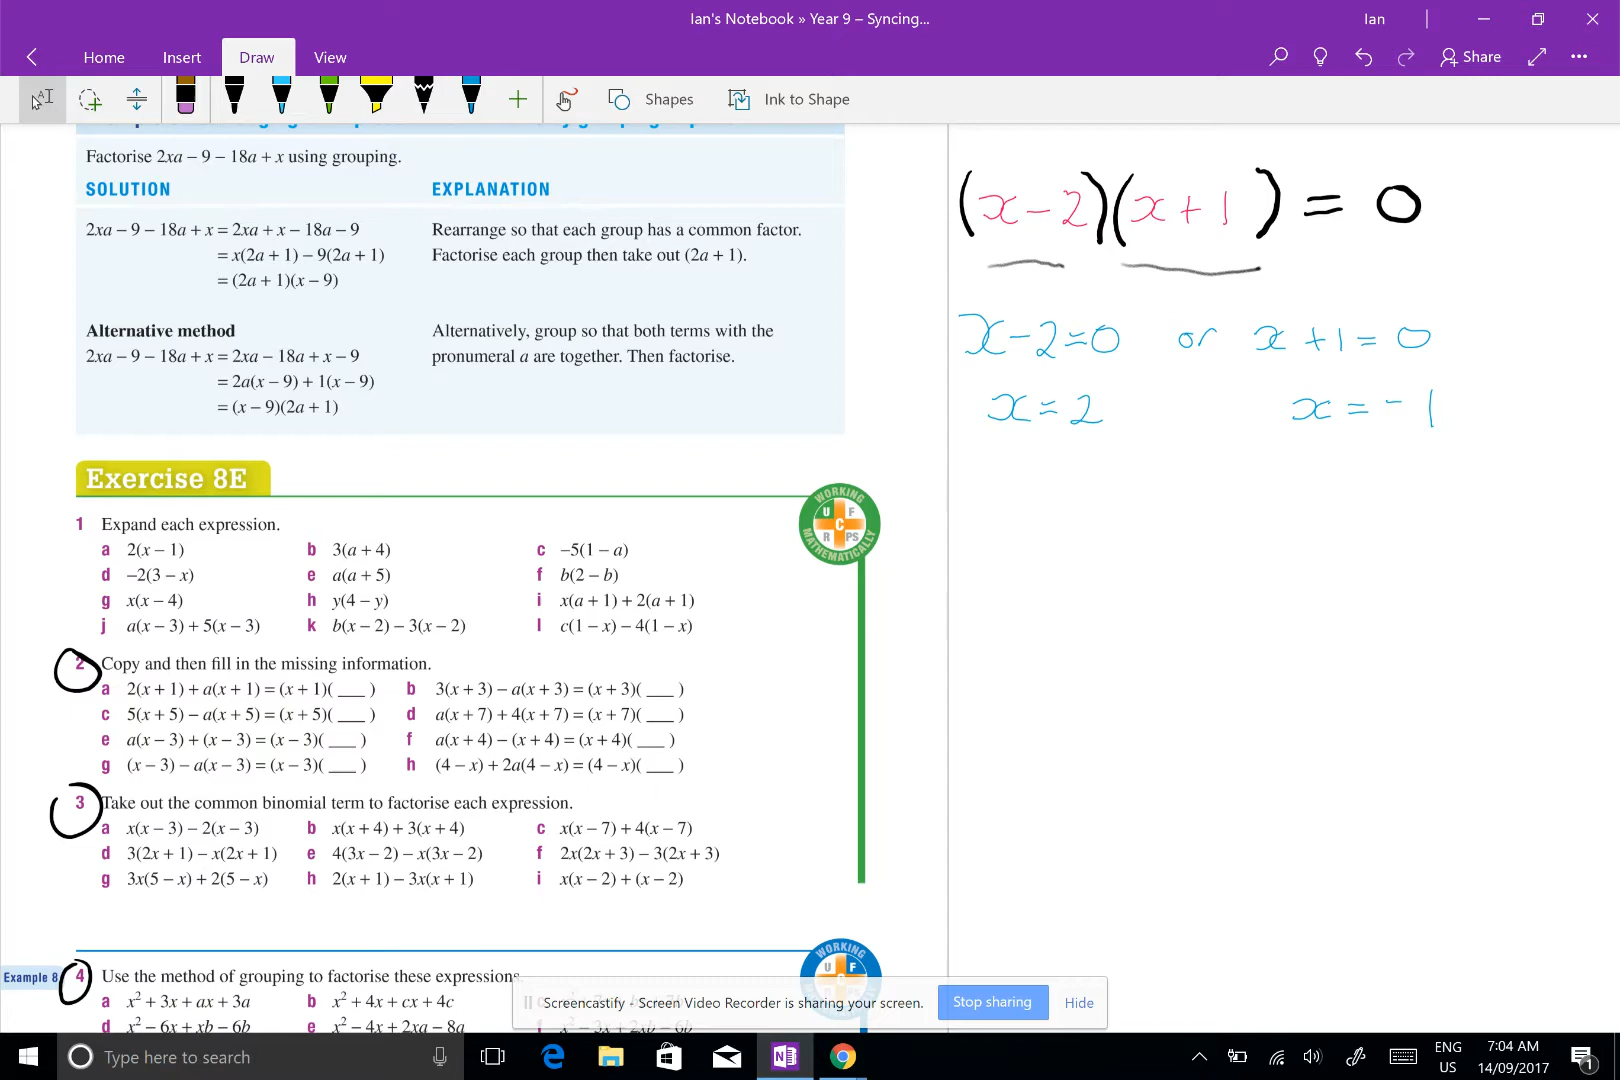 Ian's Notebook » Year 9 – Syncing...
Ian
Home Insert Draw View
Share
Shapes Ink to Shape
Factorise 2xa – 9 – 18a + x using grouping.
SOLUTION EXPLANATION
2xa – 9 – 18a + x = 2xa + x – 18a – 9 Rearrange so that each group has a common factor.
= x(2a + 1) – 9(2a + 1) Factorise each group then take out (2a + 1).
= (2a + 1)(x – 9)
Alternative method Alternatively, group so that both terms with the
2xa – 9 – 18a + x = 2xa – 18a + x – 9 pronumeral a are together. Then factorise.
= 2a(x – 9) + 1(x – 9)
= (x – 9)(2a + 1)
Exercise 8E
WORKING
U F
C
R PS
MATHEMATICALLY
1 Expand each expression.
a 2(x – 1) b 3(a + 4) c –5(1 – a)
d –2(3 – x) e a(a + 5) f b(2 – b)
g x(x – 4) h y(4 – y) i x(a + 1) + 2(a + 1)
j a(x – 3) + 5(x – 3) k b(x – 2) – 3(x – 2) l c(1 – x) – 4(1 – x)
2 Copy and then fill in the missing information.
a 2(x + 1) + a(x + 1) = (x + 1)( ___ ) b 3(x + 3) – a(x + 3) = (x + 3)( ___ )
c 5(x + 5) – a(x + 5) = (x + 5)( ___ ) d a(x + 7) + 4(x + 7) = (x + 7)( ___ )
e a(x – 3) + (x – 3) = (x – 3)( ___ ) f a(x + 4) – (x + 4) = (x + 4)( ___ )
g (x – 3) – a(x – 3) = (x – 3)( ___ ) h (4 – x) + 2a(4 – x) = (4 – x)( ___ )
3 Take out the common binomial term to factorise each expression.
a x(x – 3) – 2(x – 3) b x(x + 4) + 3(x + 4) c x(x – 7) + 4(x – 7)
d 3(2x + 1) – x(2x + 1) e 4(3x – 2) – x(3x – 2) f 2x(2x + 3) – 3(2x + 3)
g 3x(5 – x) + 2(5 – x) h 2(x + 1) – 3x(x + 1) i x(x – 2) + (x – 2)
WORKING
U F
C
Example 8 4 Use the method of grouping to factorise these expressions.
a x² + 3x + ax + 3a b x² + 4x + cx + 4c
d x² – 6x + xb – 6b e x² – 4x + 2xa – 8a
(x – 2)(x + 1) = 0
x – 2 = 0 or x + 1 = 0
x = 2 x = – 1
Screencastify - Screen Video Recorder is sharing your screen. Stop sharing Hide
Type here to search
ENG 7:04 AM
US 14/09/2017
1